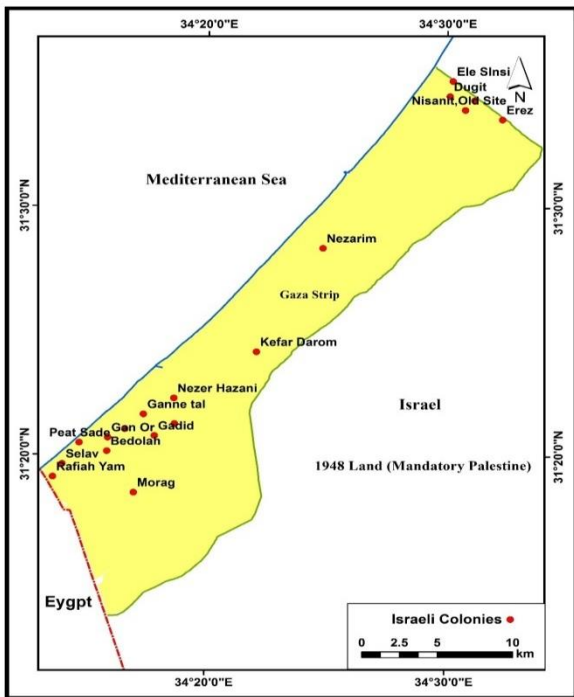 34°20'0"E
34°30'0"E
Ele SInsi
Dugit
Nisanit,Old Site
Erez
N
Mediterranean Sea
31°30'0"N
31°30'0"N
Nezarim
Gaza Strip
Kefar Darom
Nezer Hazani
Ganne tal
Israel
Peat Sade
Gan Or
Gadid
Bedolah
Selav
Rafiah Yam
31°20'0"N
31°20'0"N
1948 Land (Mandatory Palestine)
Morag
Eygpt
Israeli Colonies
0 2.5 5 10
km
34°20'0"E
34°30'0"E